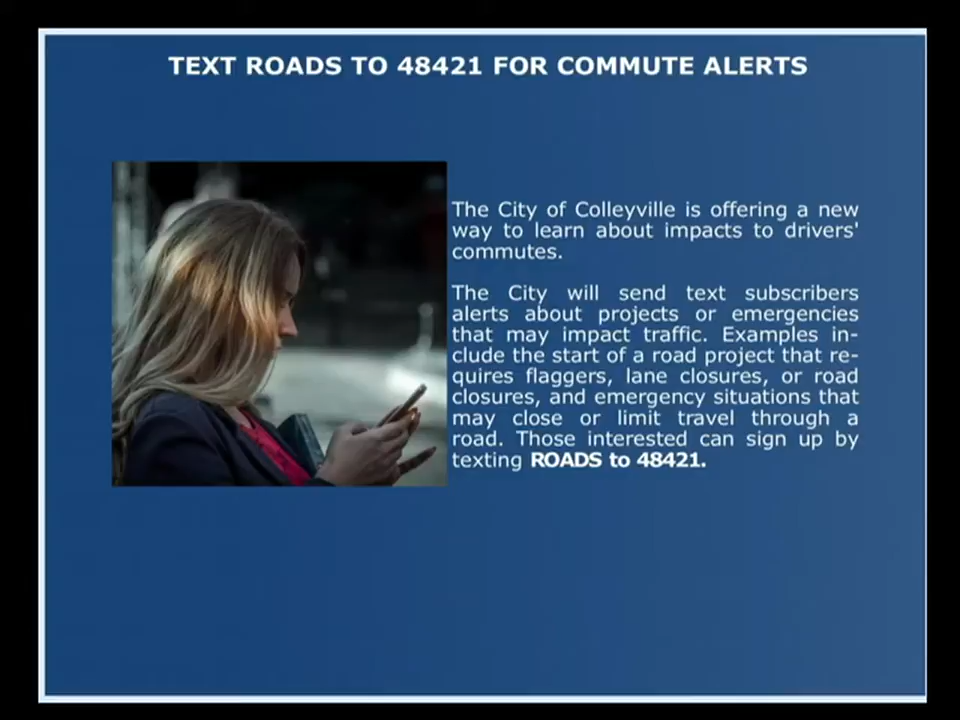 TEXT ROADS TO 48421 FOR COMMUTE ALERTS
The City of Colleyville is offering a new
way to learn about impacts to drivers'
commutes.
The City will send text subscribers
alerts about projects or emergencies
that may impact traffic. Examples in-
clude the start of a road project that re-
quires flaggers, lane closures, or road
closures, and emergency situations that
may close or limit travel through a
road. Those interested can sign up by
texting ROADS to 48421.